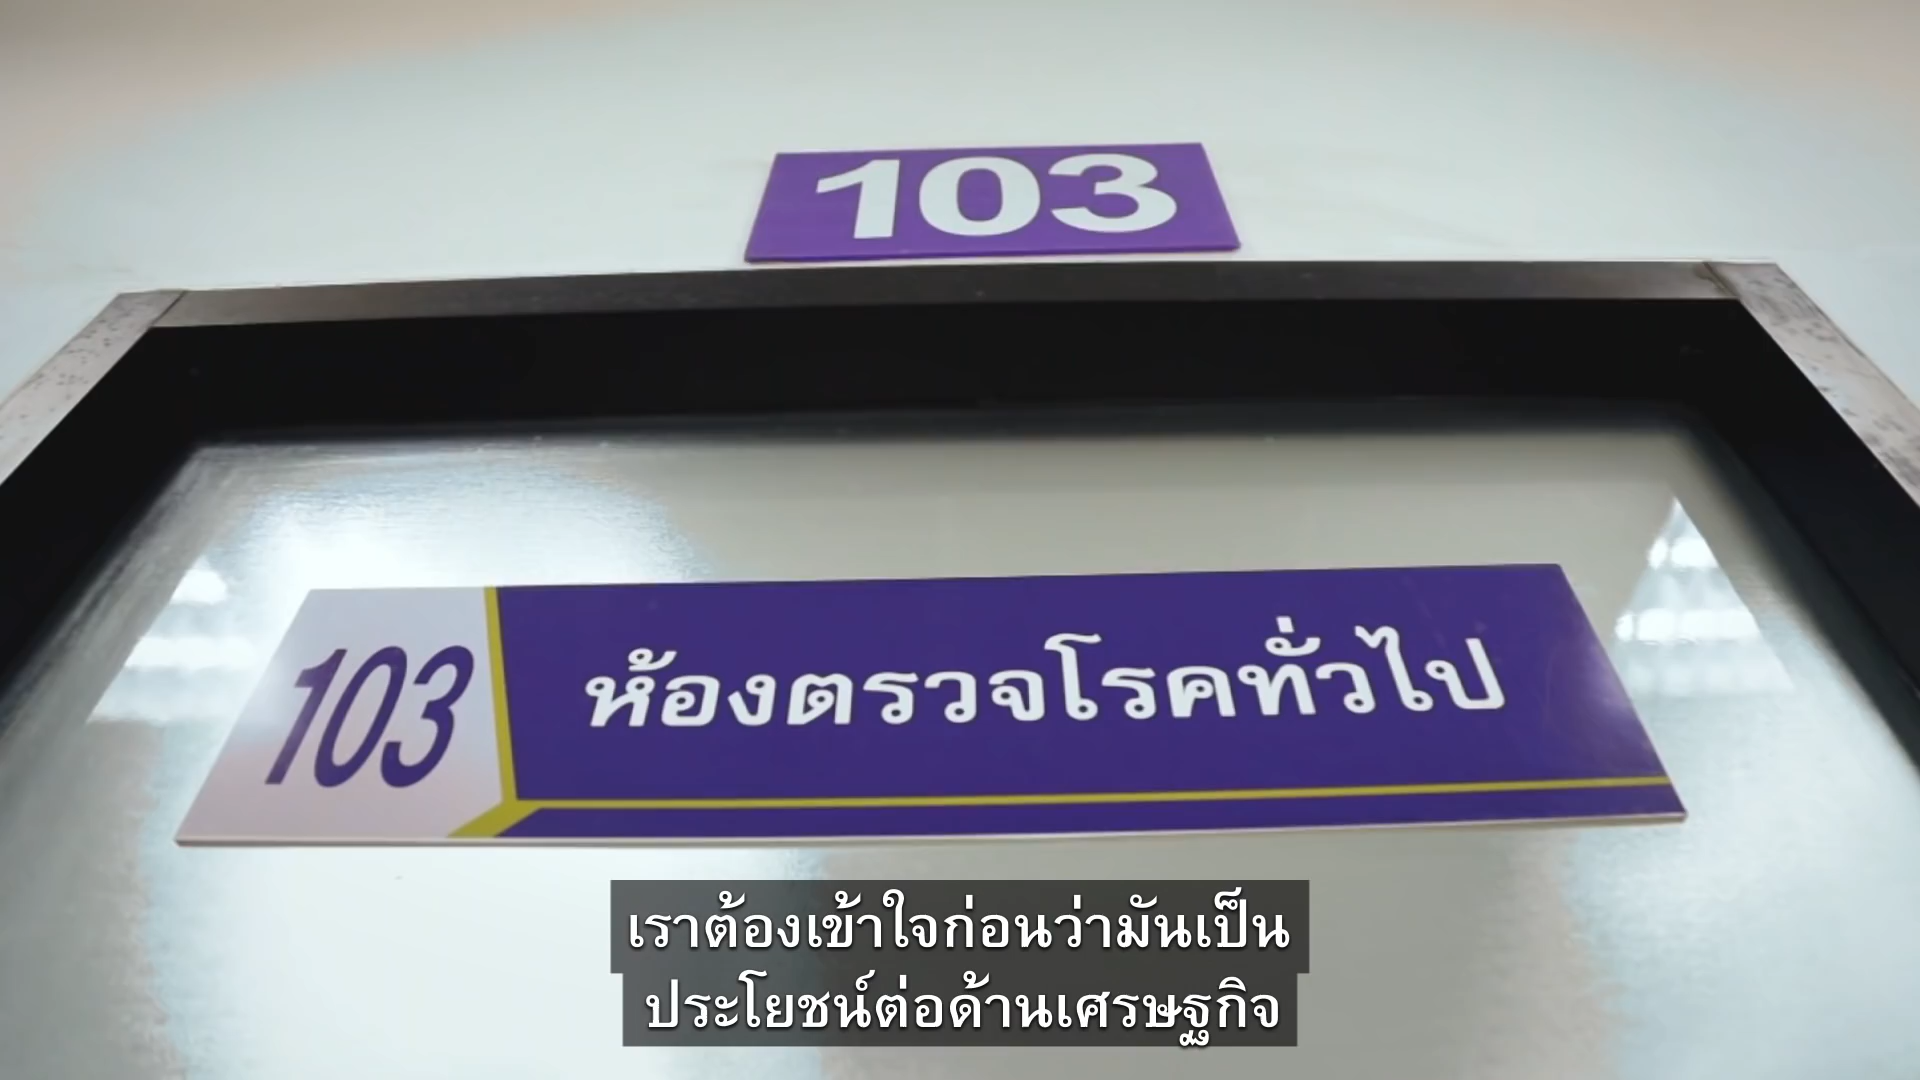 103
103 ห้องตรวจโรคทั่วไป
เราต้องเข้าใจก่อนว่ามันเป็น
ประโยชน์ต่อด้านเศรษฐกิจ